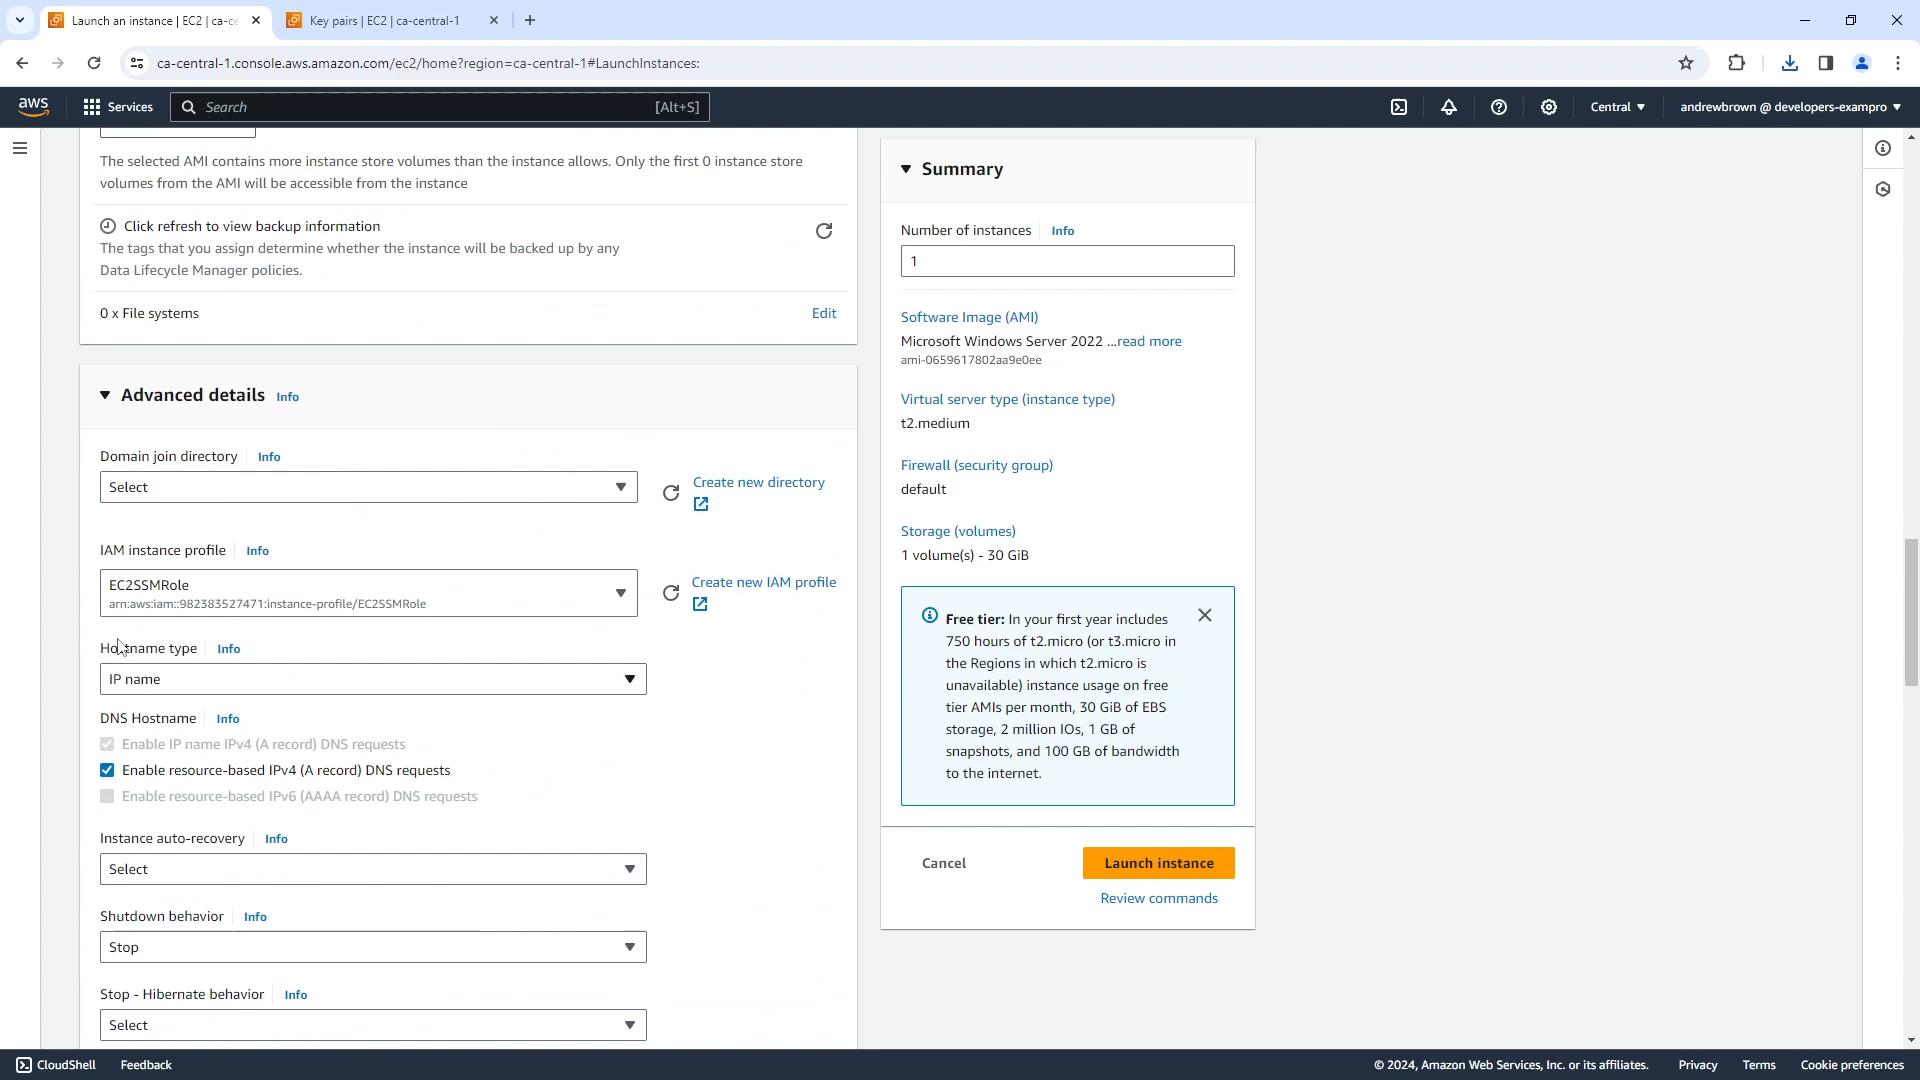 Launch an instance | EC2 | ca-ce
Key pairs | EC2 | ca-central-1
ca-central-1.console.aws.amazon.com/ec2/home?region=ca-central-1#LaunchInstances:
aws
Services
Search
[Alt+S]
Central
andrewbrown @ developers-exampro
The selected AMI contains more instance store volumes than the instance allows. Only the first 0 instance store
volumes from the AMI will be accessible from the instance
Click refresh to view backup information
The tags that you assign determine whether the instance will be backed up by any
Data Lifecycle Manager policies.
0 x File systems
Edit
Advanced details Info
Domain join directory Info
Select
Create new directory
IAM instance profile Info
EC2SSMRole
arn:aws:iam::982383527471:instance-profile/EC2SSMRole
Create new IAM profile
Hostname type Info
IP name
DNS Hostname Info
Enable IP name IPv4 (A record) DNS requests
Enable resource-based IPv4 (A record) DNS requests
Enable resource-based IPv6 (AAAA record) DNS requests
Instance auto-recovery Info
Select
Shutdown behavior Info
Stop
Stop - Hibernate behavior Info
Select
Summary
Number of instances Info
1
Software Image (AMI)
Microsoft Windows Server 2022 ...read more
ami-0659617802aa9e0ee
Virtual server type (instance type)
t2.medium
Firewall (security group)
default
Storage (volumes)
1 volume(s) - 30 GiB
Free tier: In your first year includes
750 hours of t2.micro (or t3.micro in
the Regions in which t2.micro is
unavailable) instance usage on free
tier AMIs per month, 30 GiB of EBS
storage, 2 million IOs, 1 GB of
snapshots, and 100 GB of bandwidth
to the internet.
Cancel
Launch instance
Review commands
CloudShell
Feedback
© 2024, Amazon Web Services, Inc. or its affiliates.
Privacy
Terms
Cookie preferences